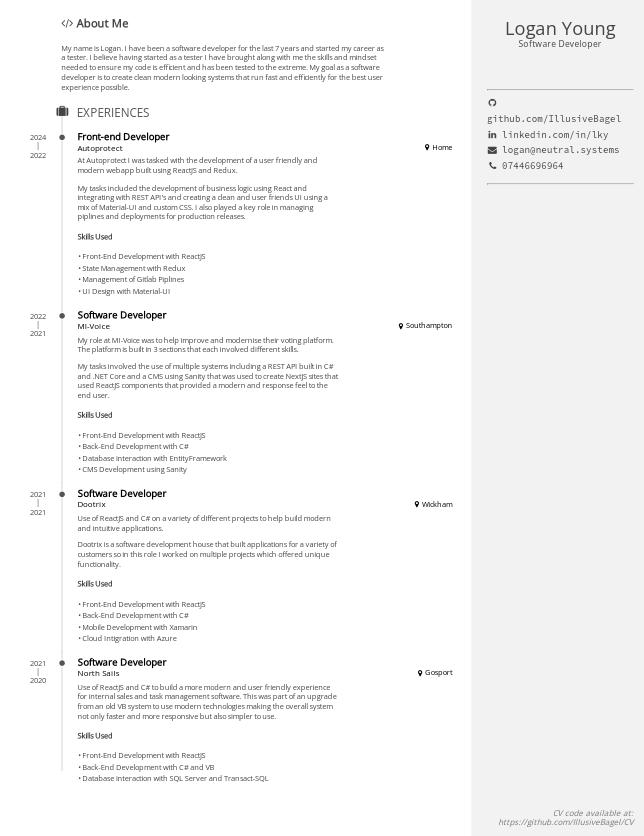 </> About Me
My name is Logan. I have been a software developer for the last 7 years and started my career as
a tester. I believe having started as a tester I have brought along with me the skills and mindset
needed to ensure my code is efficient and has been tested to the extreme. My goal as a software
developer is to create clean modern looking systems that run fast and efficiently for the best user
experience possible.
EXPERIENCES
2024
|
2022
Front-end Developer
Autoprotect
Home
At Autoprotect I was tasked with the development of a user friendly and
modern webapp built using ReactJS and Redux.
My tasks included the development of business logic using React and
integrating with REST API's and creating a clean and user friends UI using a
mix of Material-UI and custom CSS. I also played a key role in managing
piplines and deployments for production releases.
Skills Used
• Front-End Development with ReactJS
• State Management with Redux
• Management of Gitlab Piplines
• UI Design with Material-UI
2022
|
2021
Software Developer
MI-Voice
Southampton
My role at MI-Voice was to help improve and modernise their voting platform.
The platform is built in 3 sections that each involved different skills.
My tasks involved the use of multiple systems including a REST API built in C#
and .NET Core and a CMS using Sanity that was used to create NextJS sites that
used ReactJS components that provided a modern and response feel to the
end user.
Skills Used
• Front-End Development with ReactJS
• Back-End Development with C#
• Database interaction with EntityFramework
• CMS Development using Sanity
2021
|
2021
Software Developer
Dootrix
Wickham
Use of ReactJS and C# on a variety of different projects to help build modern
and intuitive applications.
Dootrix is a software development house that built applications for a variety of
customers so in this role I worked on multiple projects which offered unique
functionality.
Skills Used
• Front-End Development with ReactJS
• Back-End Development with C#
• Mobile Development with Xamarin
• Cloud Intigration with Azure
2021
|
2020
Software Developer
North Sails
Gosport
Use of ReactJS and C# to build a more modern and user friendly experience
for internal sales and task management software. This was part of an upgrade
from an old VB system to use modern technologies making the overall system
not only faster and more responsive but also simpler to use.
Skills Used
• Front-End Development with ReactJS
• Back-End Development with C# and VB
• Database interaction with SQL Server and Transact-SQL
Logan Young
Software Developer
github.com/IllusiveBagel
linkedin.com/in/lky
logan@neutral.systems
07446696964
CV code available at:
https://github.com/IllusiveBagel/CV